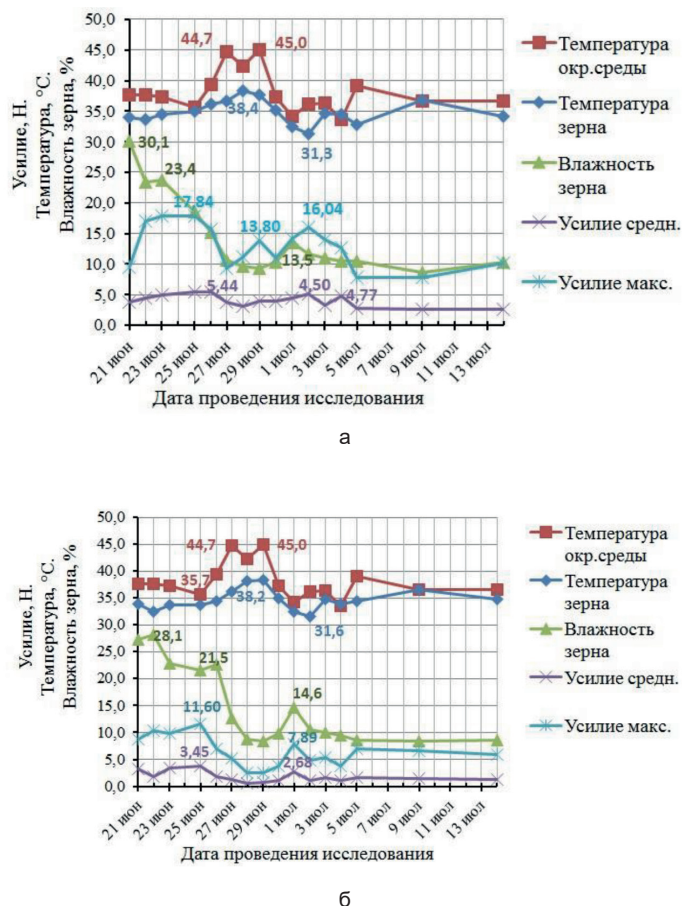 50,0
45,0
40,0
35,0
30,0
25,0
20,0
15,0
10,0
5,0
0,0
Усилие, Н.
Температура, °С.
Влажность зерна, %
44,7
45,0
38,4
31,3
30,1
23,4
17,84
13,80
16,04
13,5
5,44
4,50
4,77
21 июн
23 июн
25 июн
27 июн
29 июн
1 июл
3 июл
5 июл
7 июл
9 июл
11 июл
13 июл
Дата проведения исследования
Температура
окр.среды
Температура
зерна
Влажность
зерна
Усилие средн.
Усилие макс.
а
50,0
45,0
40,0
35,0
30,0
25,0
20,0
15,0
10,0
5,0
0,0
Усилие, Н.
Температура, °С.
Влажность зерна, %
44,7
45,0
35,7
38,2
31,6
28,1
21,5
14,6
11,60
7,89
3,45
2,68
21 июн
23 июн
25 июн
27 июн
29 июн
1 июл
3 июл
5 июл
7 июл
9 июл
11 июл
13 июл
Дата проведения исследования
Температура
окр.среды
Температура
зерна
Влажность
зерна
Усилие средн.
Усилие макс.
б